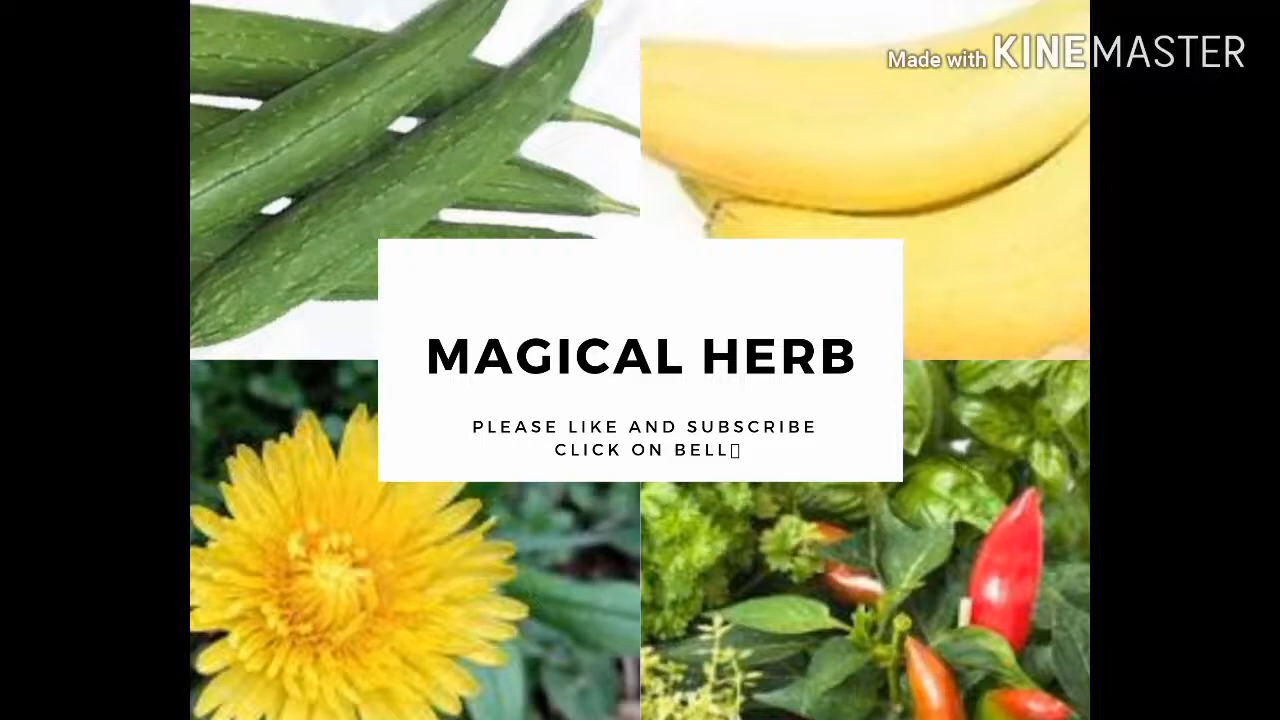 Made with KINEMASTER
MAGICAL HERB
PLEASE LIKE AND SUBSCRIBE
CLICK ON BELL